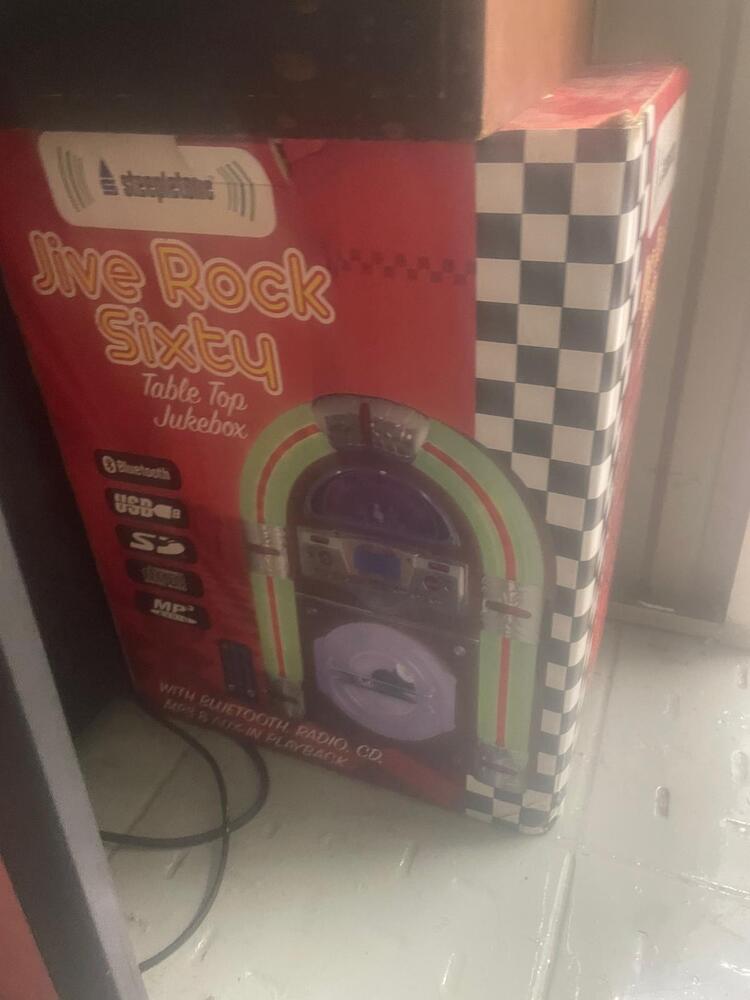 steepletone
Jive Rock
Sixty
Table Top
Jukebox
Bluetooth
USB
SD
MP3
WITH BLUETOOTH, RADIO, CD,
MP3 & AUX-IN PLAYBACK